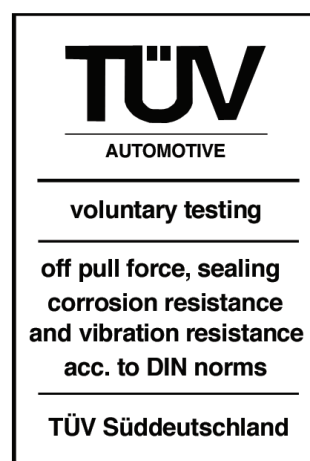 TÜV
AUTOMOTIVE
voluntary testing
off pull force, sealing
corrosion resistance
and vibration resistance
acc. to DIN norms
TÜV Süddeutschland